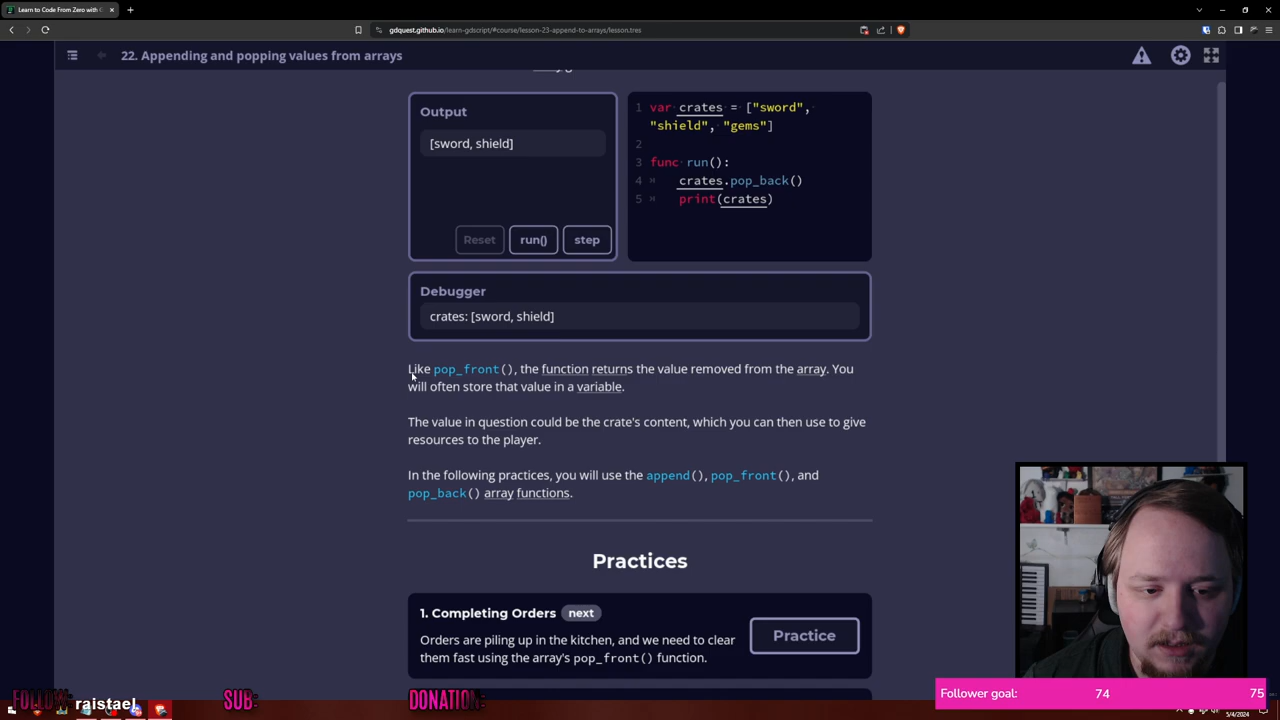 Learn to Code From Zero with
gdquest.github.io/learn-gdscript/#course/lesson-23-append-to-arrays/lesson.tres
22. Appending and popping values from arrays
Output
[sword, shield]
Reset
run()
step
1 var crates = ["sword",
"shield", "gems"]
2
3 func run():
4 crates.pop_back()
5 print(crates)
Debugger
crates: [sword, shield]
Like pop_front(), the function returns the value removed from the array. You
will often store that value in a variable.
The value in question could be the crate's content, which you can then use to give
resources to the player.
In the following practices, you will use the append(), pop_front(), and
pop_back() array functions.
Practices
1. Completing Orders next
Orders are piling up in the kitchen, and we need to clear
them fast using the array's pop_front() function.
Practice
FOLLOW: raistael
SUB:
DONATION:
Follower goal: 74 75
5/4/2024